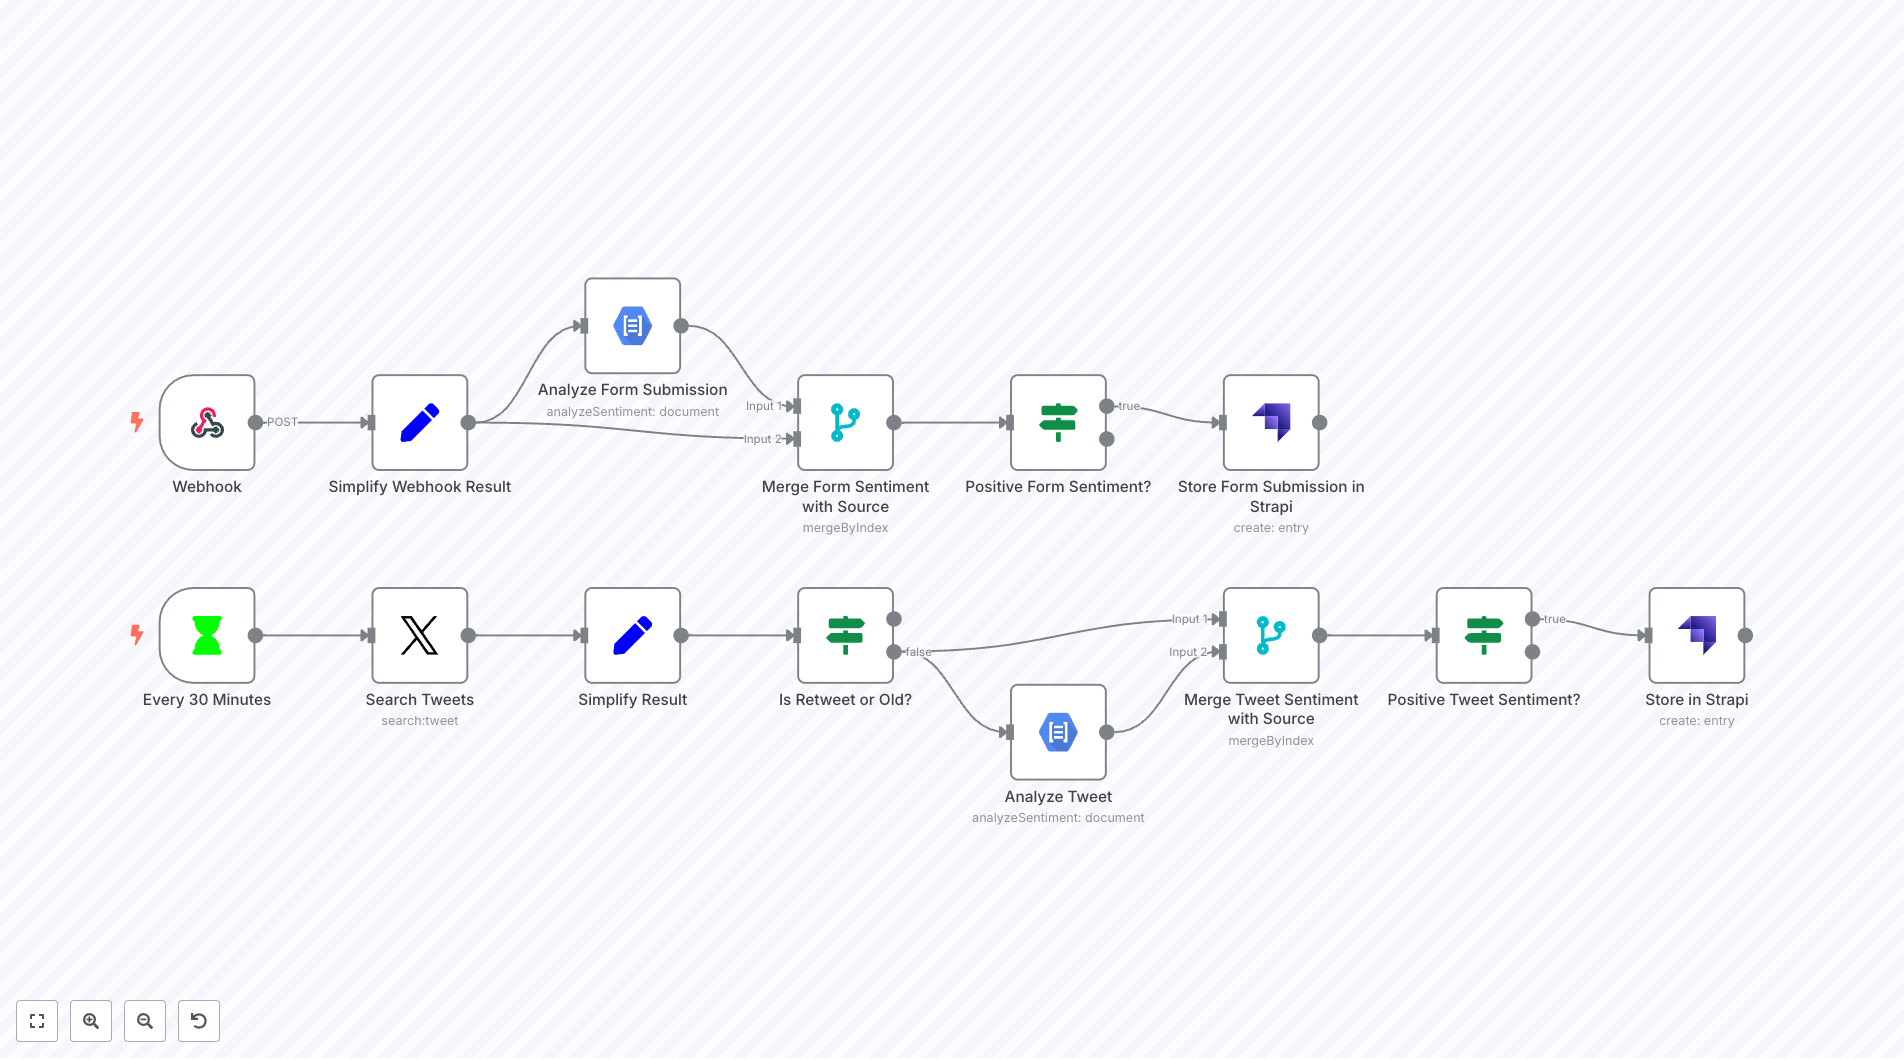 Analyze Form Submission
analyzeSentiment: document
POST
Input 1
Input 2
true
Webhook
Simplify Webhook Result
Merge Form Sentiment
with Source
mergeByIndex
Positive Form Sentiment?
Store Form Submission in
Strapi
create: entry
false
Input 1
Input 2
true
Every 30 Minutes
Search Tweets
search:tweet
Simplify Result
Is Retweet or Old?
Merge Tweet Sentiment
with Source
mergeByIndex
Positive Tweet Sentiment?
Store in Strapi
create: entry
Analyze Tweet
analyzeSentiment: document